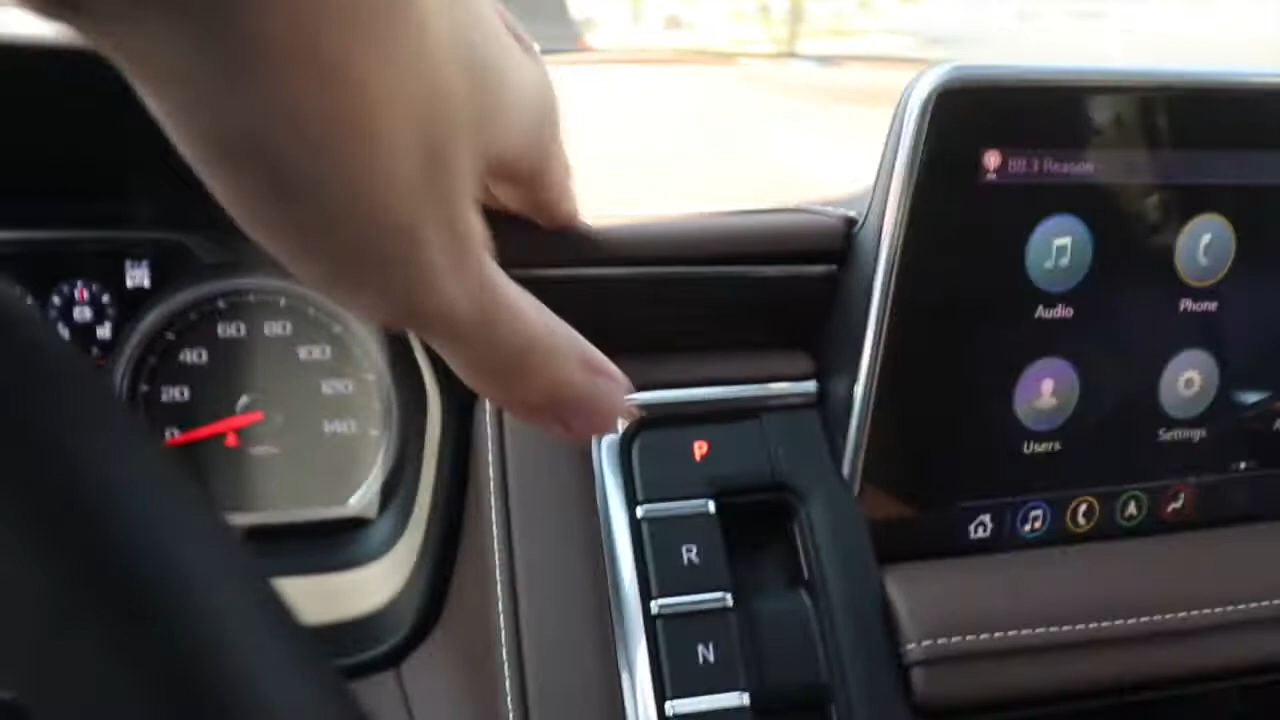 88.3 Reason
Audio
Phone
Users
Settings
60 80
40
100
20
120
0
140
P
R
N
A